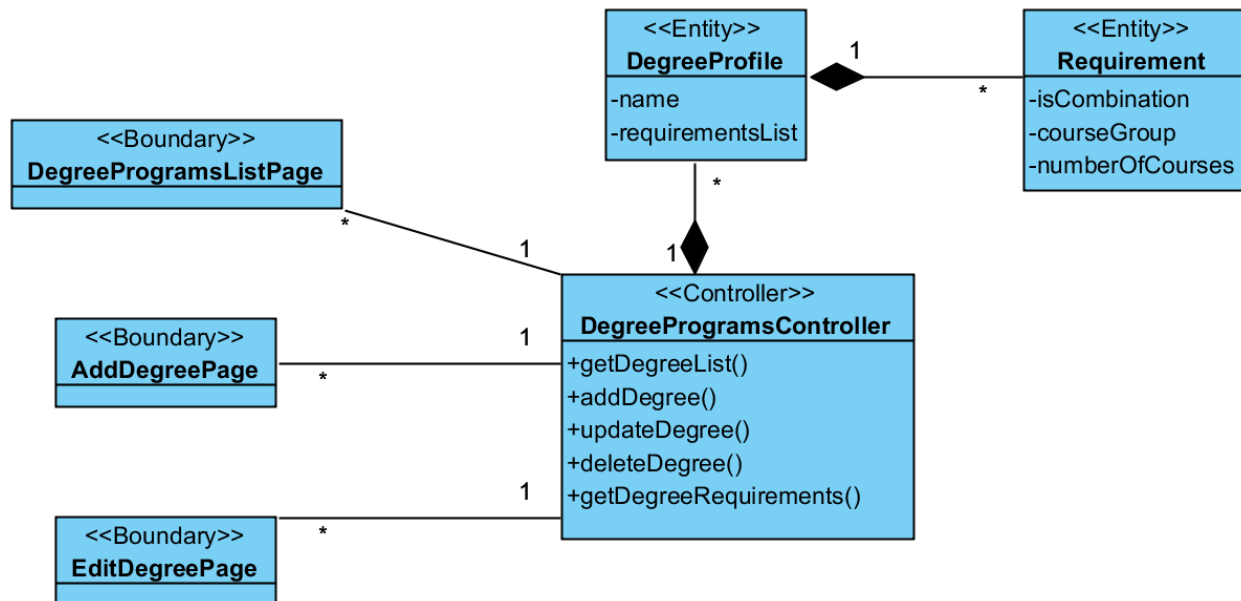 <<Entity>>
DegreeProfile
-name
-requirementsList
1
*
<<Entity>>
Requirement
-isCombination
-courseGroup
-numberOfCourses
<<Boundary>>
DegreeProgramsListPage
*
1
*
1
<<Controller>>
DegreeProgramsController
+getDegreeList()
+addDegree()
+updateDegree()
+deleteDegree()
+getDegreeRequirements()
<<Boundary>>
AddDegreePage
*
1
<<Boundary>>
EditDegreePage
*
1